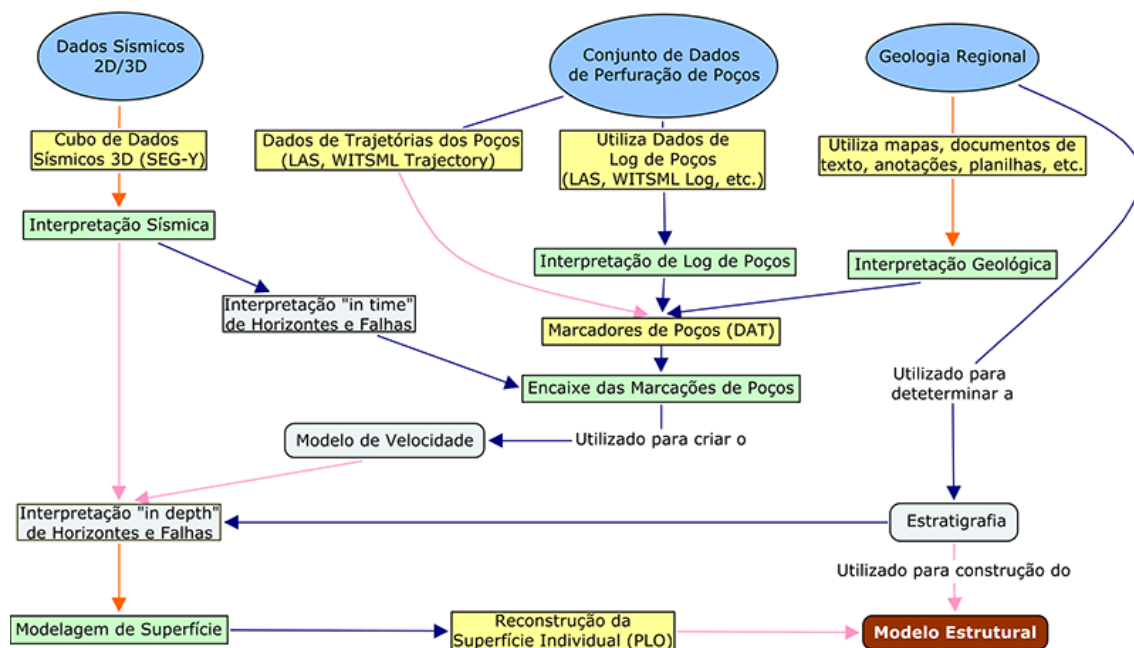 Dados Sísmicos
2D/3D
Conjunto de Dados
de Perfuração de Poços
Geologia Regional
Cubo de Dados
Sísmicos 3D (SEG-Y)
Dados de Trajetórias dos Poços
(LAS, WITSML Trajectory)
Utiliza Dados de
Log de Poços
(LAS, WITSML Log, etc.)
Utiliza mapas, documentos de
texto, anotações, planilhas, etc.
Interpretação Sísmica
Interpretação de Log de Poços
Interpretação Geológica
Interpretação "in time"
de Horizontes e Falhas
Marcadores de Poços (DAT)
Encaixe das Marcações de Poços
Utilizado para
deteterminar a
Modelo de Velocidade
Utilizado para criar o
Interpretação "in depth"
de Horizontes e Falhas
Estratigrafia
Utilizado para construção do
Modelagem de Superfície
Reconstrução da
Superfície Individual (PLO)
Modelo Estrutural